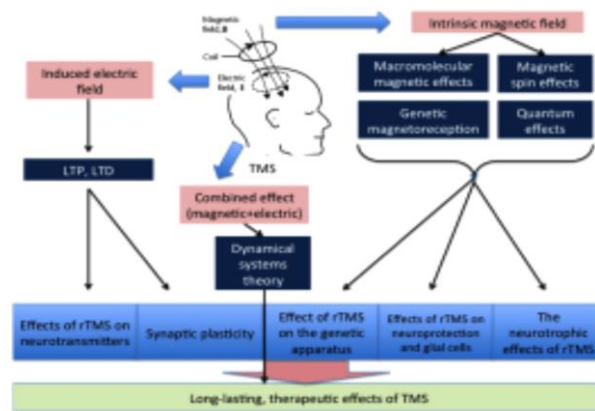 Magnetic
field, B
Coil
Electric
field, E
TMS
Intrinsic magnetic field
Macromolecular
magnetic effects
Magnetic
spin effects
Genetic
magnetoreception
Quantum
effects
Induced electric
field
LTP, LTD
Combined effect
(magnetic+electric)
Dynamical
systems
theory
Effects of rTMS on
neurotransmitters
Synaptic plasticity
Effect of rTMS
on the genetic
apparatus
Effects of rTMS on
neuroprotection
and glial cells
The
neurotrophic
effects of rTMS
Long-lasting, therapeutic effects of TMS